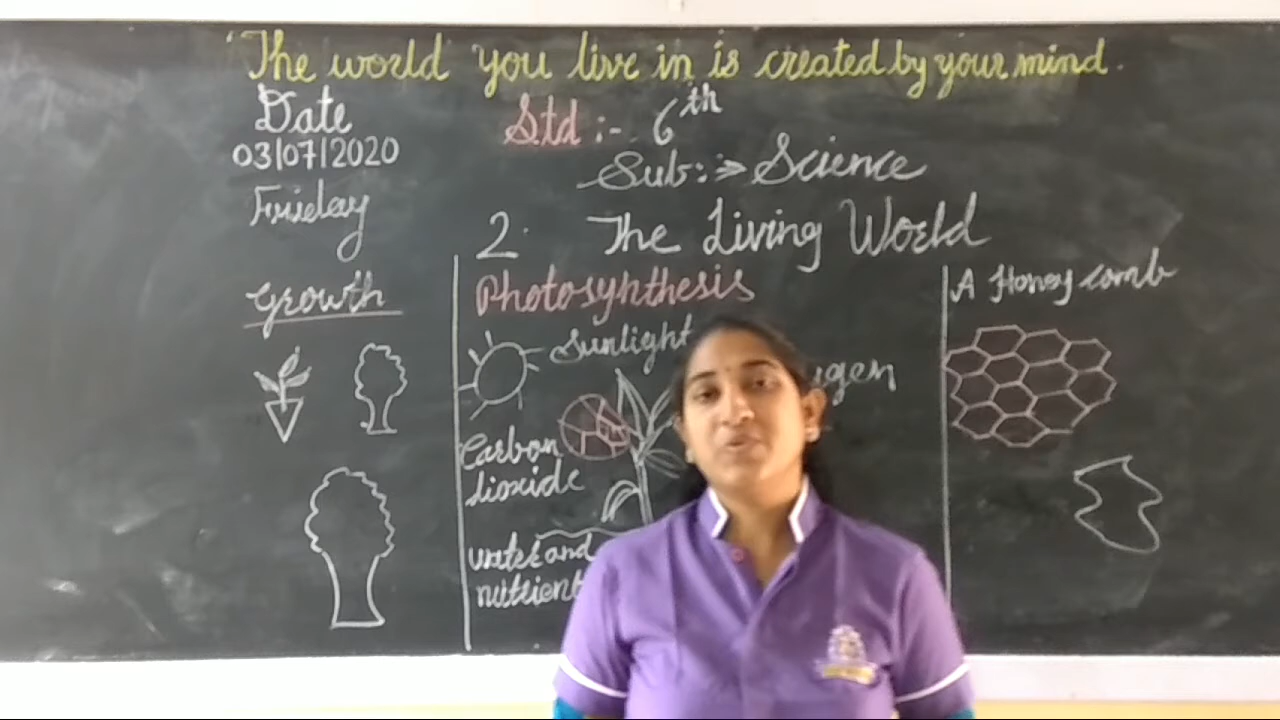 "The world you live in is created by your mind.
Date
03/07/2020
Friday
Std :- 6th
Sub:⇒ Science
2. The Living World
Growth
Photosynthesis
Sunlight
Carbon
dioxide
water and
nutrient
A Honey comb